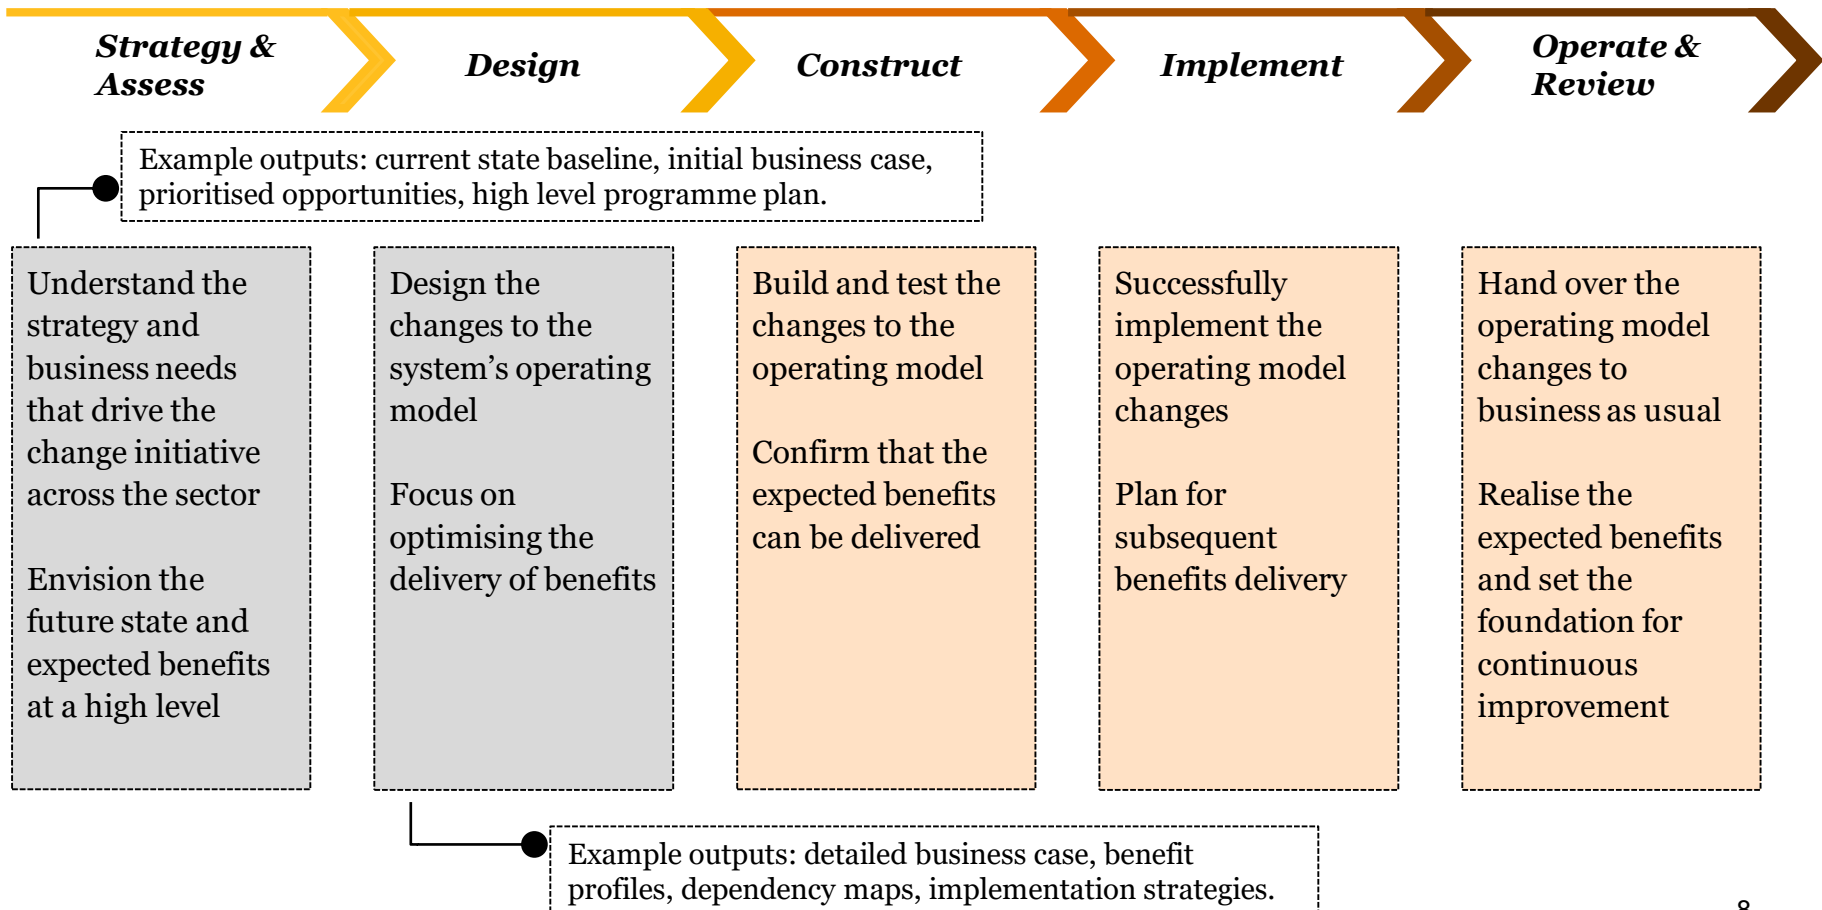 Strategy &
Assess
Design
Construct
Implement
Operate &
Review
Example outputs: current state baseline, initial business case,
prioritised opportunities, high level programme plan.
Understand the
strategy and
business needs
that drive the
change initiative
across the sector
Envision the
future state and
expected benefits
at a high level
Design the
changes to the
system’s operating
model
Focus on
optimising the
delivery of benefits
Build and test the
changes to the
operating model
Confirm that the
expected benefits
can be delivered
Successfully
implement the
operating model
changes
Plan for
subsequent
benefits delivery
Hand over the
operating model
changes to
business as usual
Realise the
expected benefits
and set the
foundation for
continuous
improvement
Example outputs: detailed business case, benefit
profiles, dependency maps, implementation strategies.
8